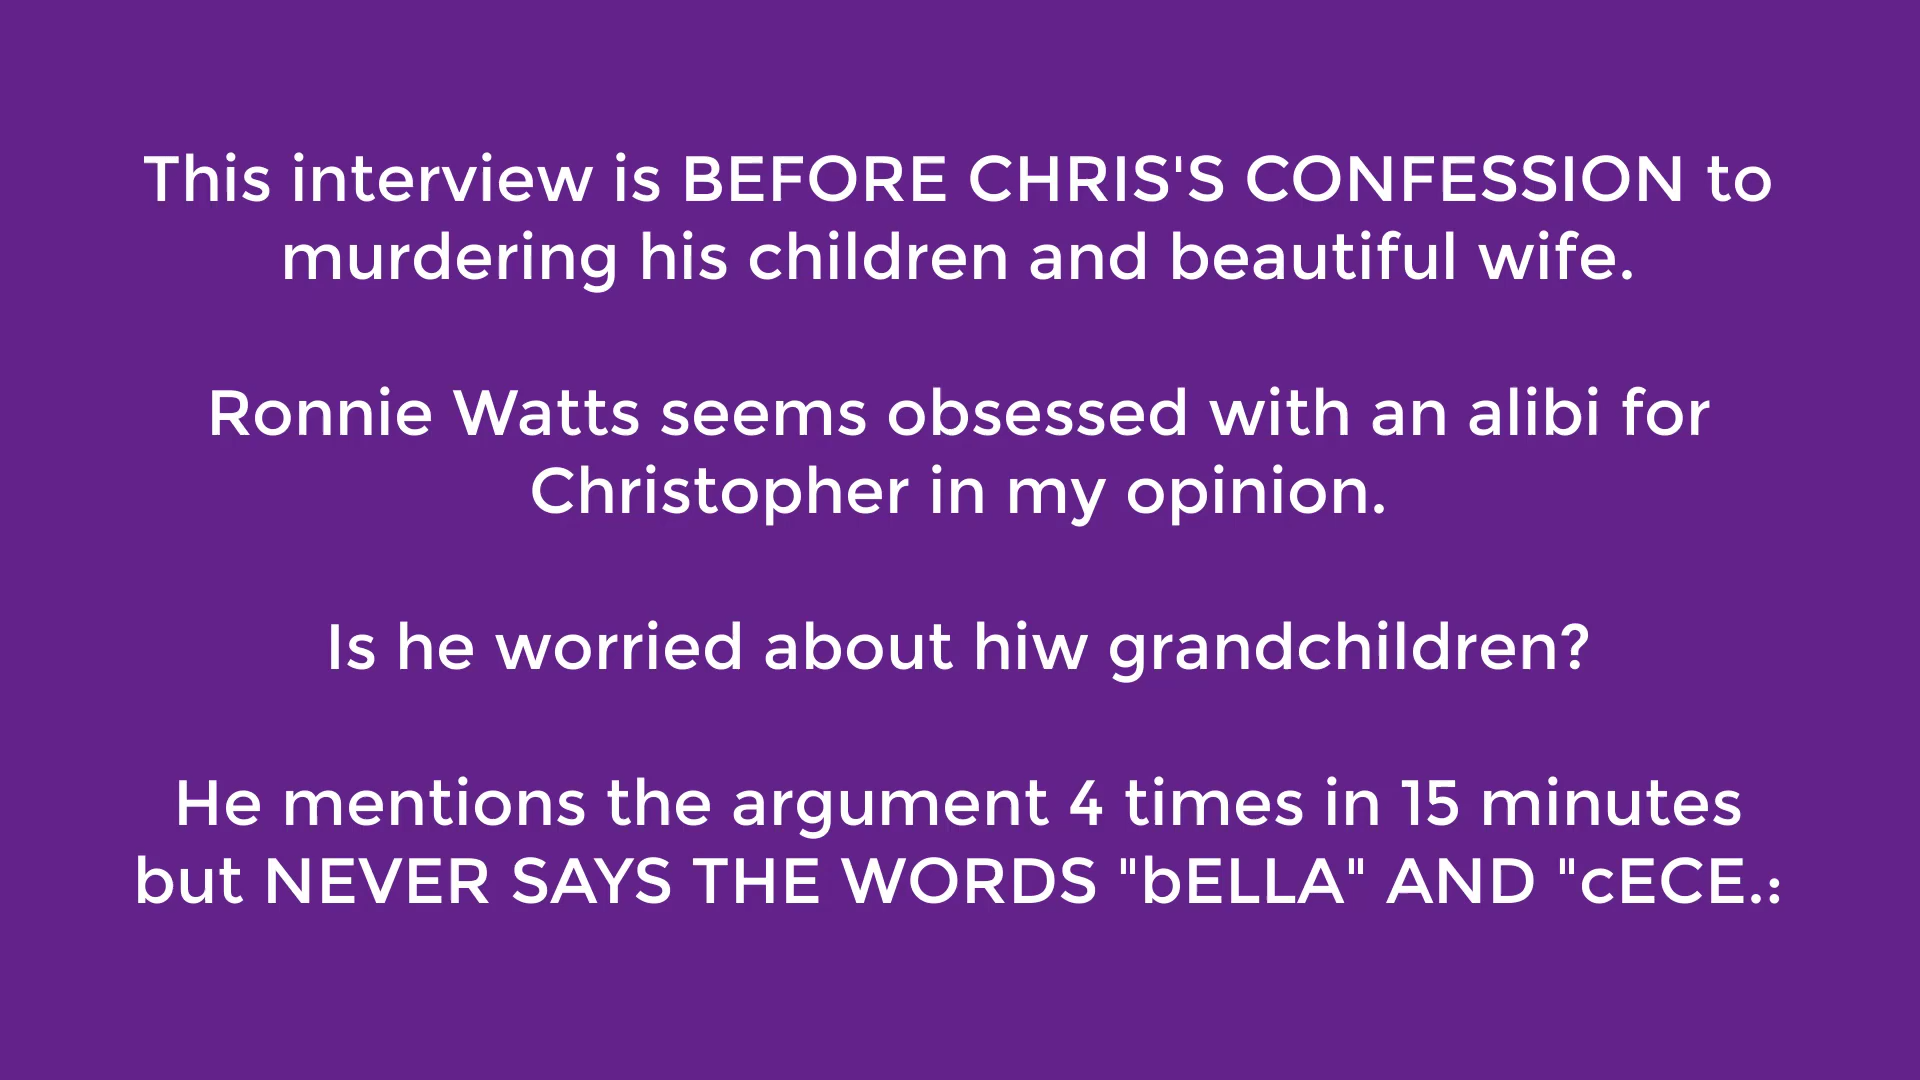 This interview is BEFORE CHRIS'S CONFESSION to
murdering his children and beautiful wife.
Ronnie Watts seems obsessed with an alibi for
Christopher in my opinion.
Is he worried about hiw grandchildren?
He mentions the argument 4 times in 15 minutes
but NEVER SAYS THE WORDS "bELLA" AND "cECE.: